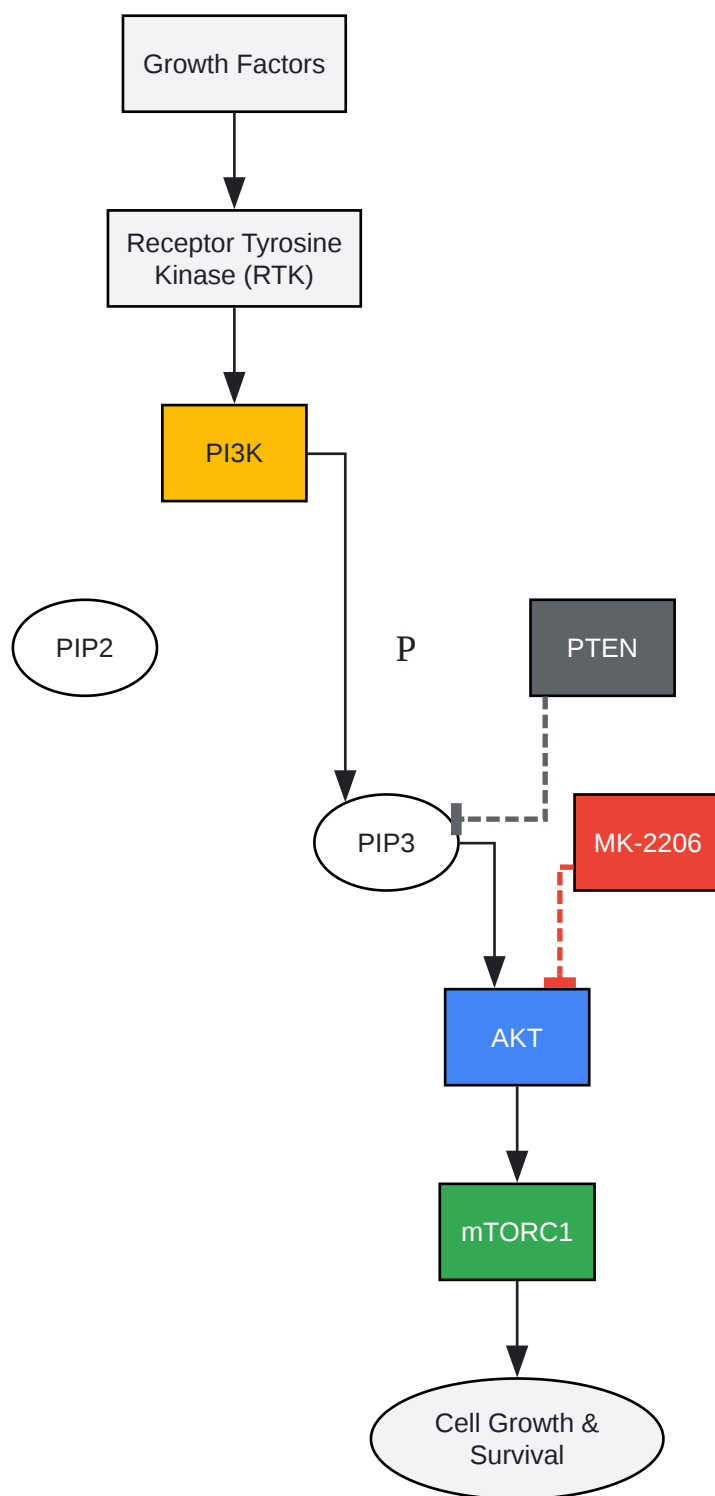 Growth Factors
Receptor Tyrosine
Kinase (RTK)
PI3K
PIP2
P
PTEN
PIP3
MK-2206
AKT
mTORC1
Cell Growth &
Survival